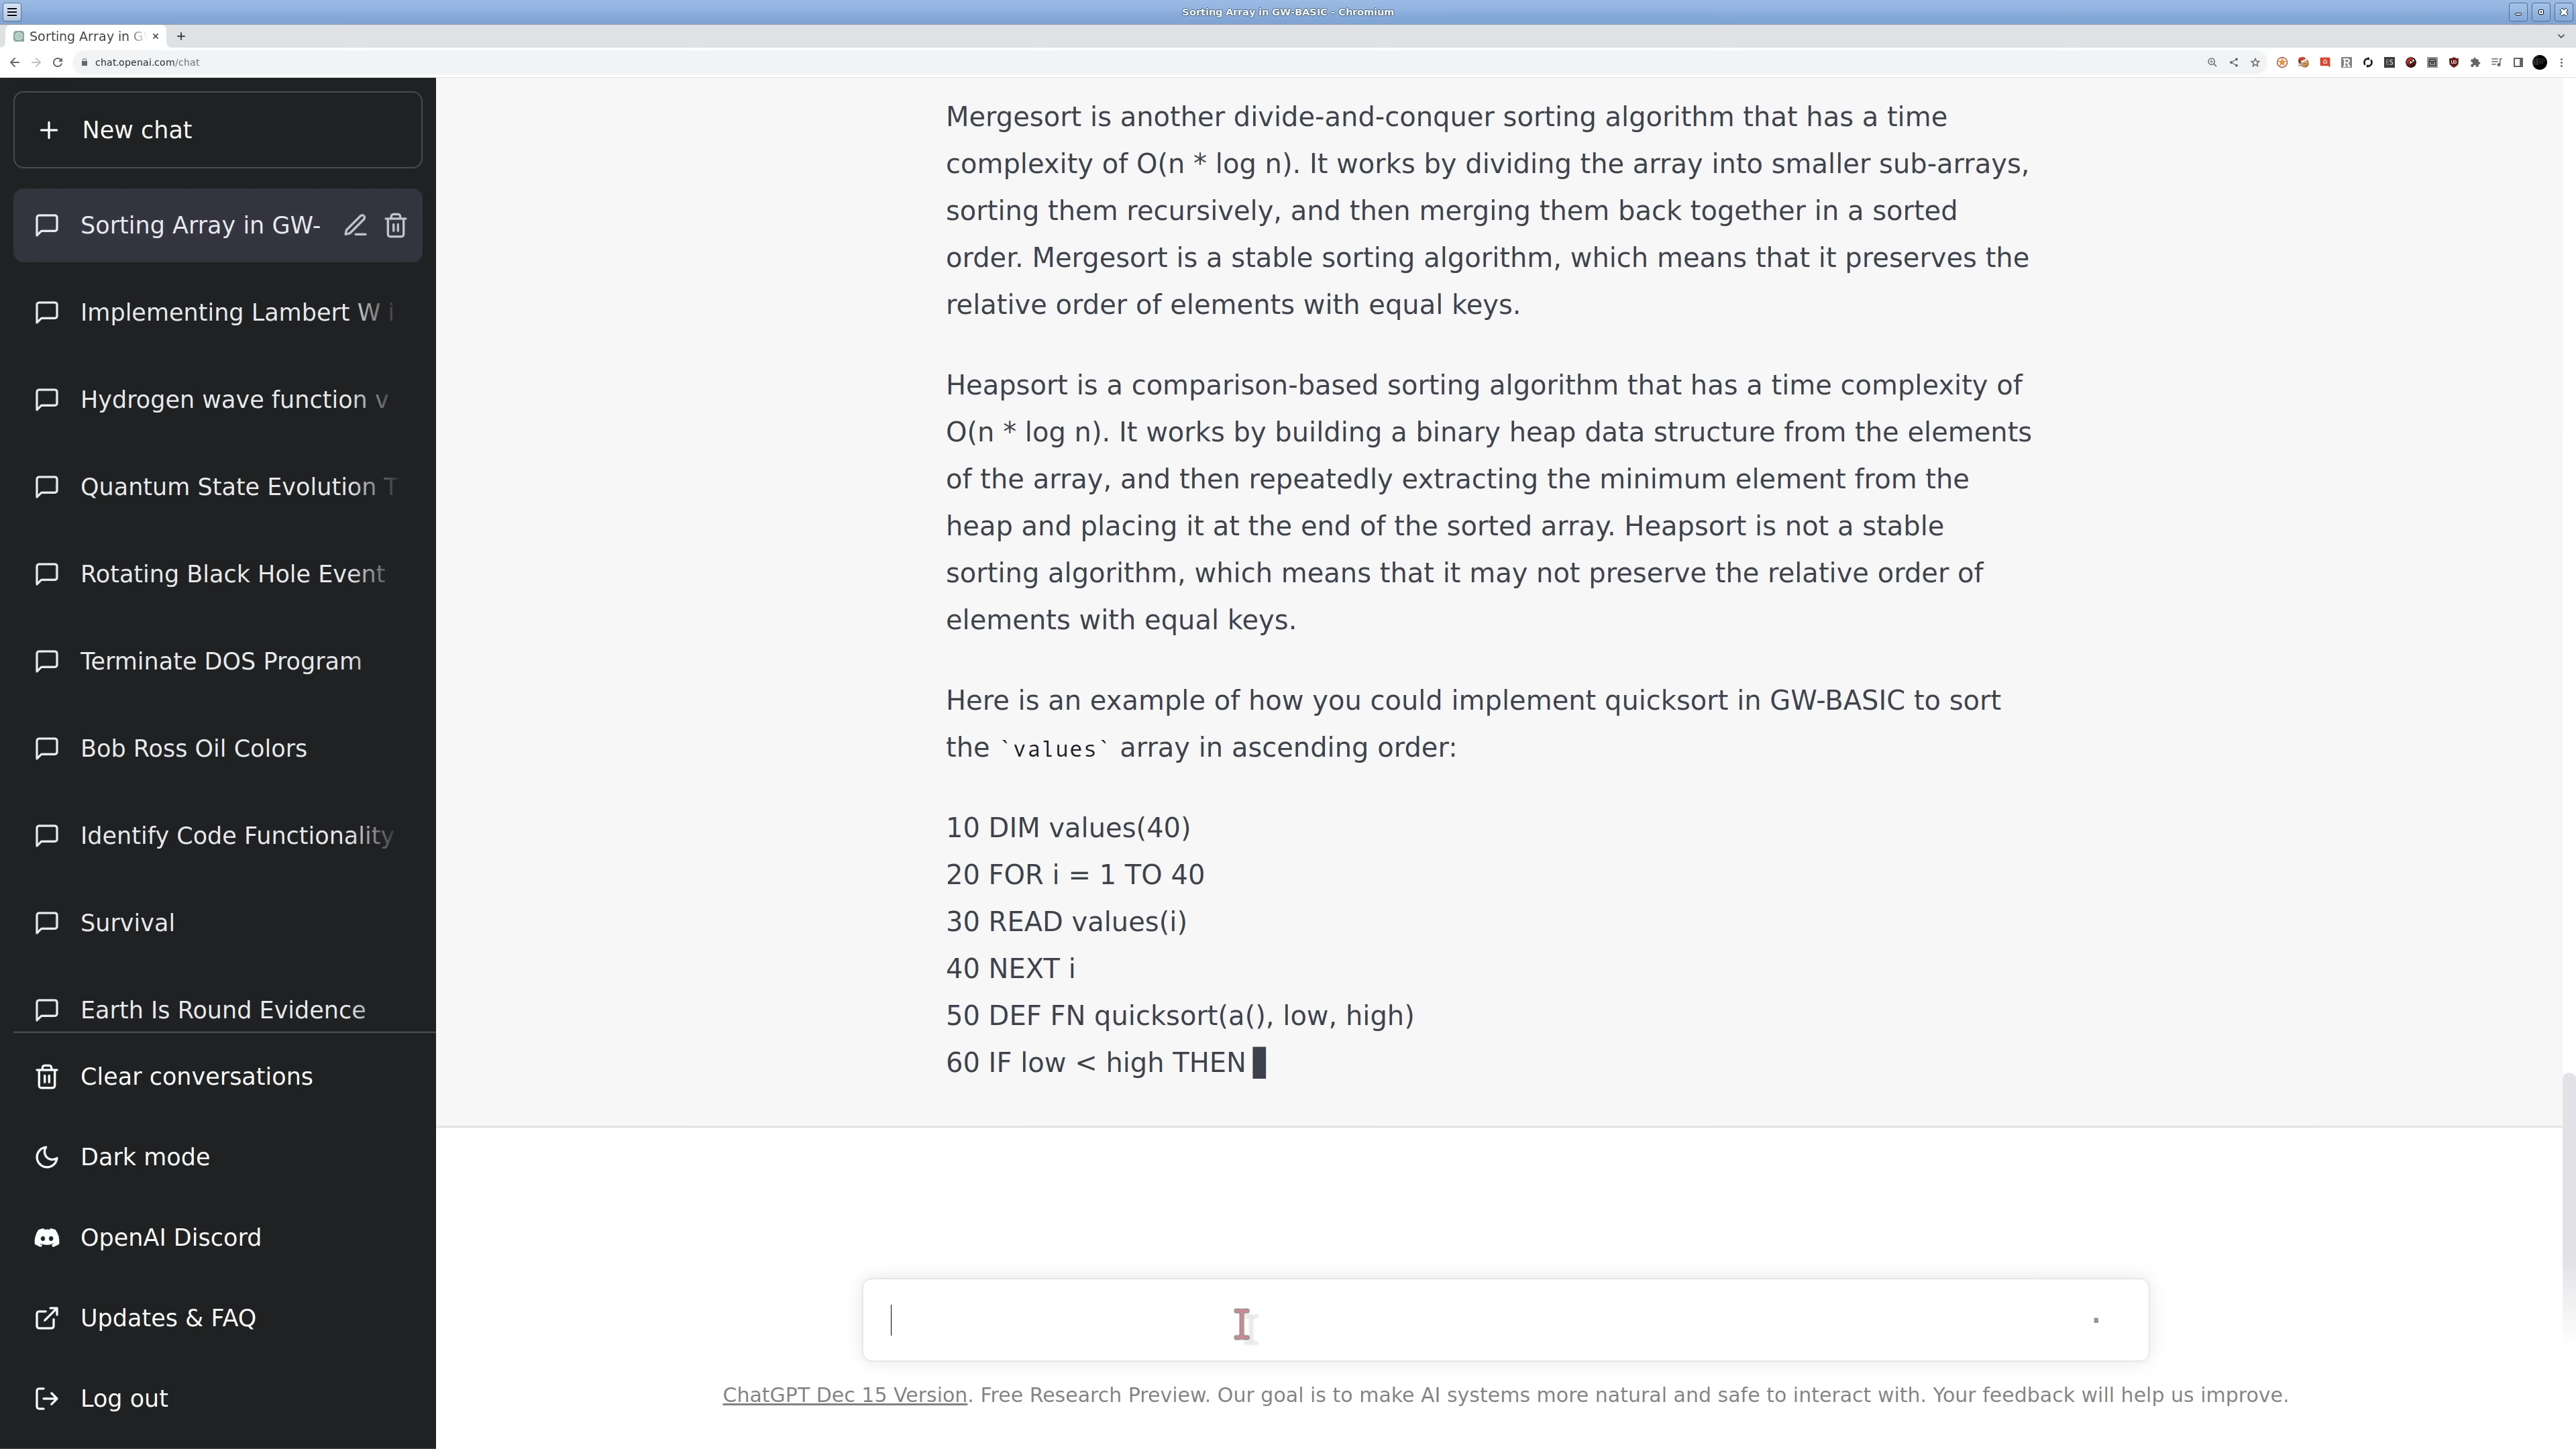 Sorting Array in GW-BASIC - Chromium
Sorting Array in G
chat.openai.com/chat
New chat
Sorting Array in GW-
Implementing Lambert W i
Hydrogen wave function v
Quantum State Evolution T
Rotating Black Hole Event
Terminate DOS Program
Bob Ross Oil Colors
Identify Code Functionality
Survival
Earth Is Round Evidence
Clear conversations
Dark mode
OpenAI Discord
Updates & FAQ
Log out
Mergesort is another divide-and-conquer sorting algorithm that has a time
complexity of O(n * log n). It works by dividing the array into smaller sub-arrays,
sorting them recursively, and then merging them back together in a sorted
order. Mergesort is a stable sorting algorithm, which means that it preserves the
relative order of elements with equal keys.
Heapsort is a comparison-based sorting algorithm that has a time complexity of
O(n * log n). It works by building a binary heap data structure from the elements
of the array, and then repeatedly extracting the minimum element from the
heap and placing it at the end of the sorted array. Heapsort is not a stable
sorting algorithm, which means that it may not preserve the relative order of
elements with equal keys.
Here is an example of how you could implement quicksort in GW-BASIC to sort
the `values` array in ascending order:
10 DIM values(40)
20 FOR i = 1 TO 40
30 READ values(i)
40 NEXT i
50 DEF FN quicksort(a(), low, high)
60 IF low < high THEN
ChatGPT Dec 15 Version. Free Research Preview. Our goal is to make AI systems more natural and safe to interact with. Your feedback will help us improve.